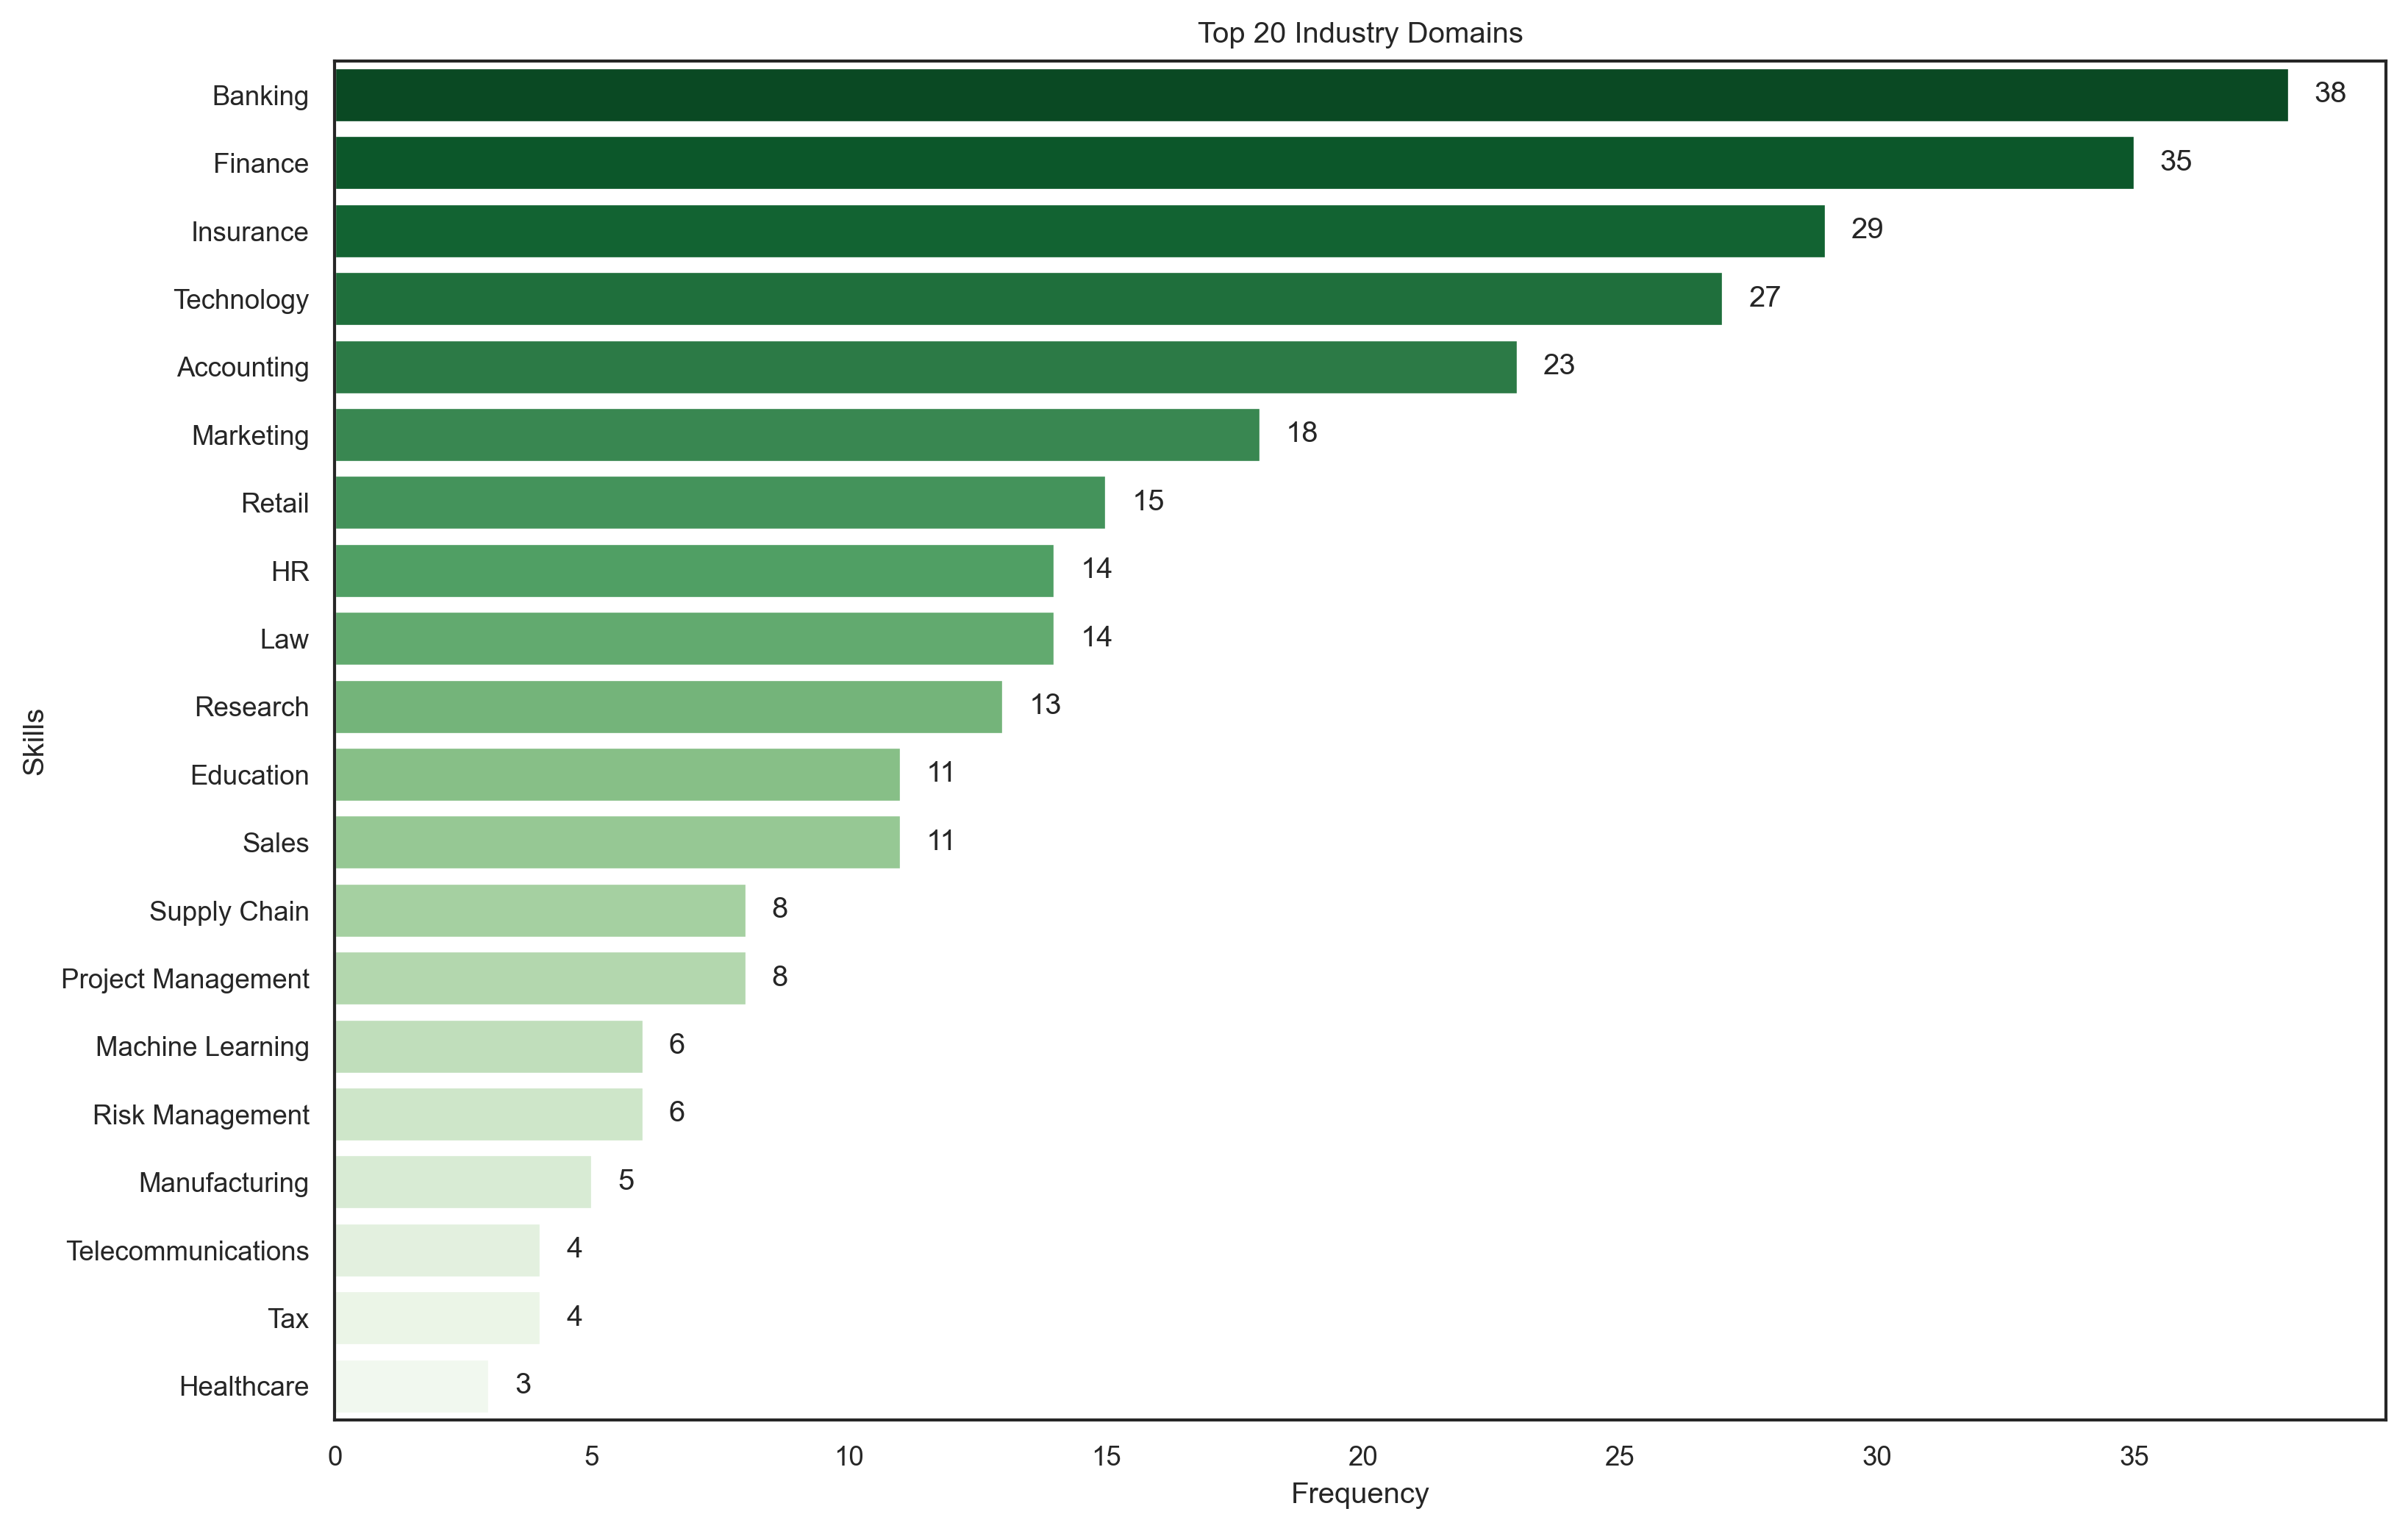 Top 20 Industry Domains
Skills
Banking 38
Finance 35
Insurance 29
Technology 27
Accounting 23
Marketing 18
Retail 15
HR 14
Law 14
Research 13
Education 11
Sales 11
Supply Chain 8
Project Management 8
Machine Learning 6
Risk Management 6
Manufacturing 5
Telecommunications 4
Tax 4
Healthcare 3
0 5 10 15 20 25 30 35
Frequency